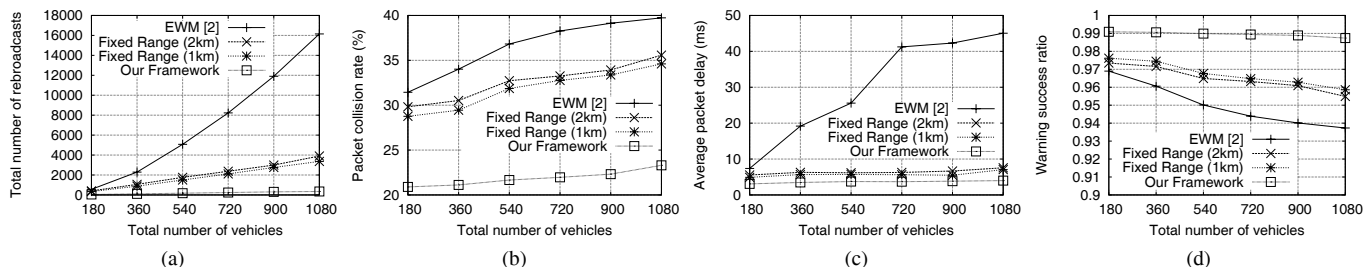 Total number of rebroadcasts
18000
16000
14000
12000
10000
8000
6000
4000
2000
0
EWM [2]
Fixed Range (2km)
Fixed Range (1km)
Our Framework
180 360 540 720 900 1080
Total number of vehicles
(a)
Packet collision rate (%)
40
35
30
25
20
EWM [2]
Fixed Range (2km)
Fixed Range (1km)
Our Framework
180 360 540 720 900 1080
Total number of vehicles
(b)
Average packet delay (ms)
50
40
30
20
10
0
EWM [2]
Fixed Range (2km)
Fixed Range (1km)
Our Framework
180 360 540 720 900 1080
Total number of vehicles
(c)
Warning success ratio
1
0.99
0.98
0.97
0.96
0.95
0.94
0.93
0.92
0.91
0.9
EWM [2]
Fixed Range (2km)
Fixed Range (1km)
Our Framework
180 360 540 720 900 1080
Total number of vehicles
(d)